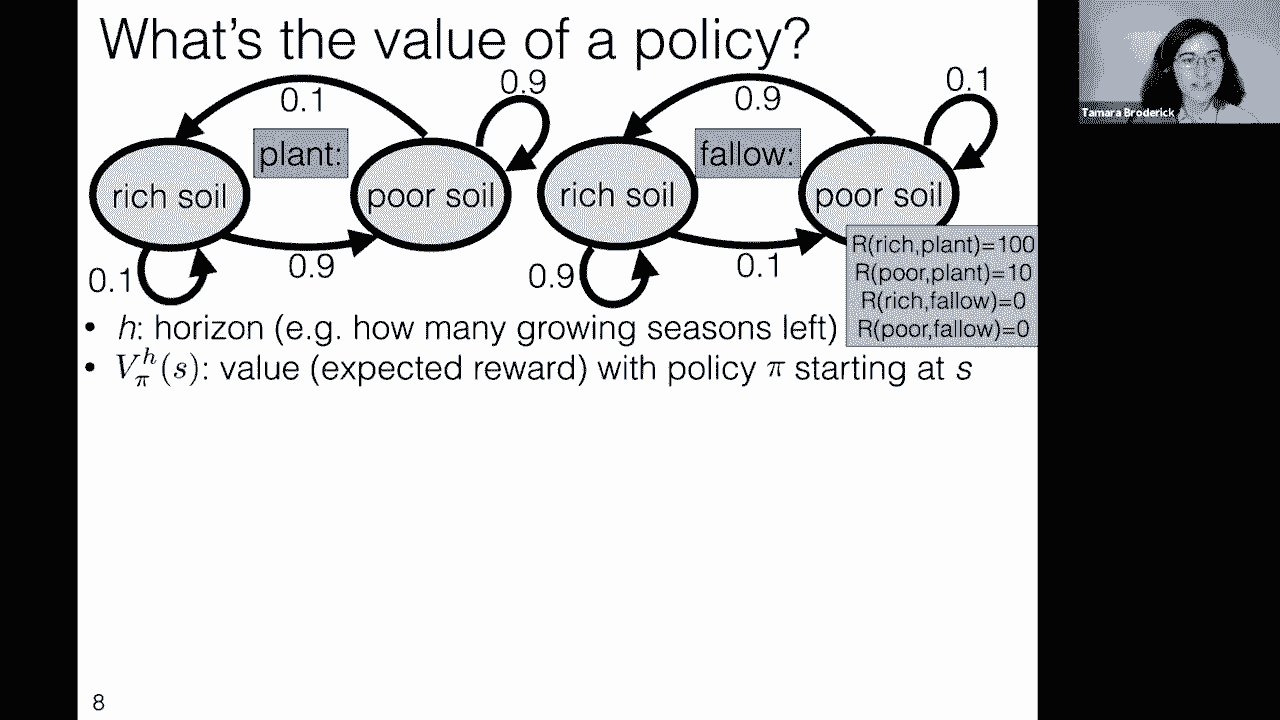 What's the value of a policy?
Tamara Broderick
0.1
0.9
plant:
rich soil
poor soil
0.1
0.9
0.9
0.1
fallow:
rich soil
poor soil
0.9
0.1
R(rich,plant)=100
R(poor,plant)=10
R(rich,fallow)=0
R(poor,fallow)=0
• h: horizon (e.g. how many growing seasons left)
• V_π^h(s): value (expected reward) with policy π starting at s
8